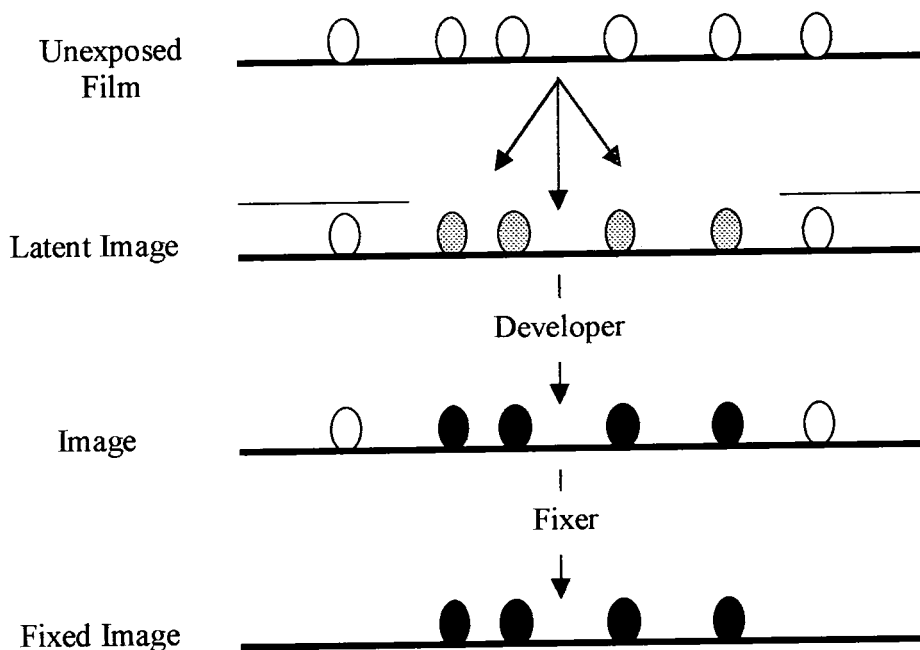 Unexposed
Film
Latent Image
Developer
Image
Fixer
Fixed Image